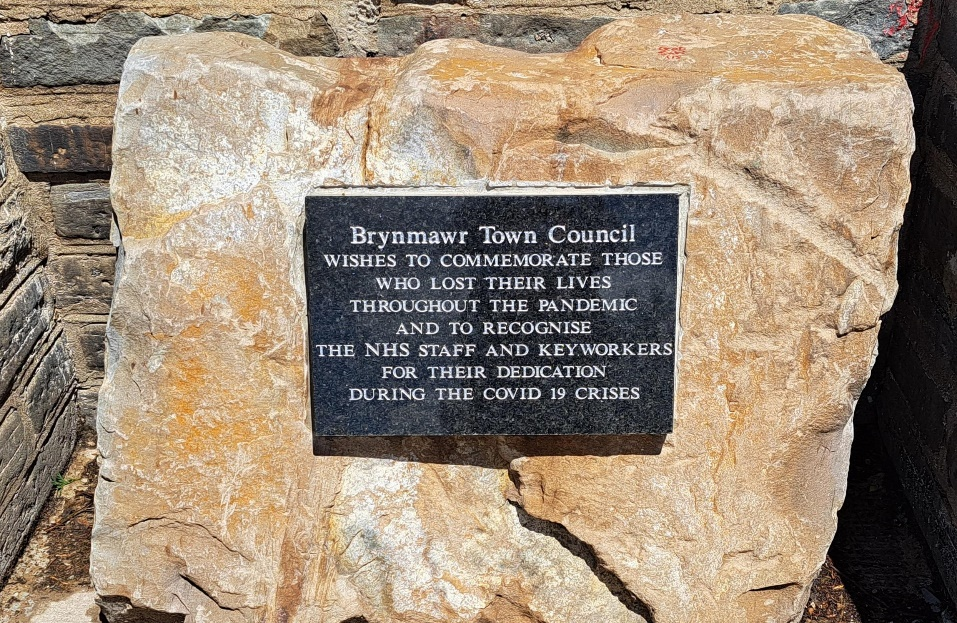 Brynmawr Town Council
WISHES TO COMMEMORATE THOSE
WHO LOST THEIR LIVES
THROUGHOUT THE PANDEMIC
AND TO RECOGNISE
THE NHS STAFF AND KEYWORKERS
FOR THEIR DEDICATION
DURING THE COVID 19 CRISES